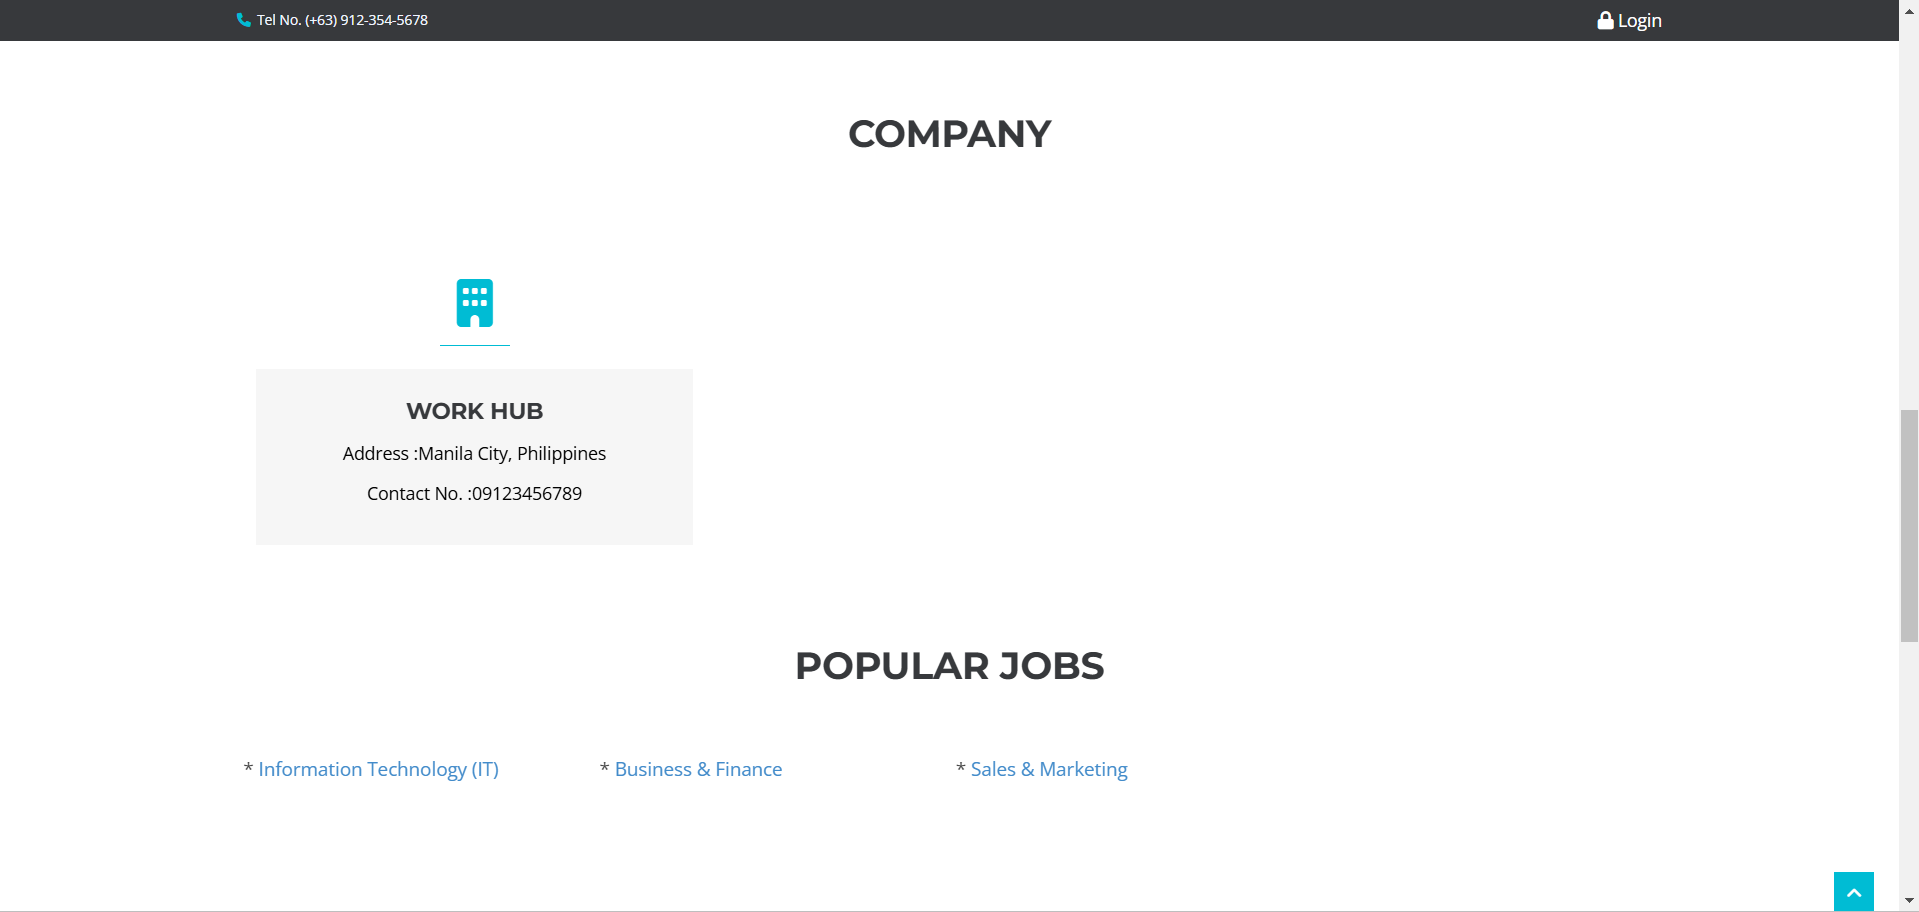 Tel No. (+63) 912-354-5678
Login
COMPANY
WORK HUB
Address :Manila City, Philippines
Contact No. :09123456789
POPULAR JOBS
* Information Technology (IT)
* Business & Finance
* Sales & Marketing